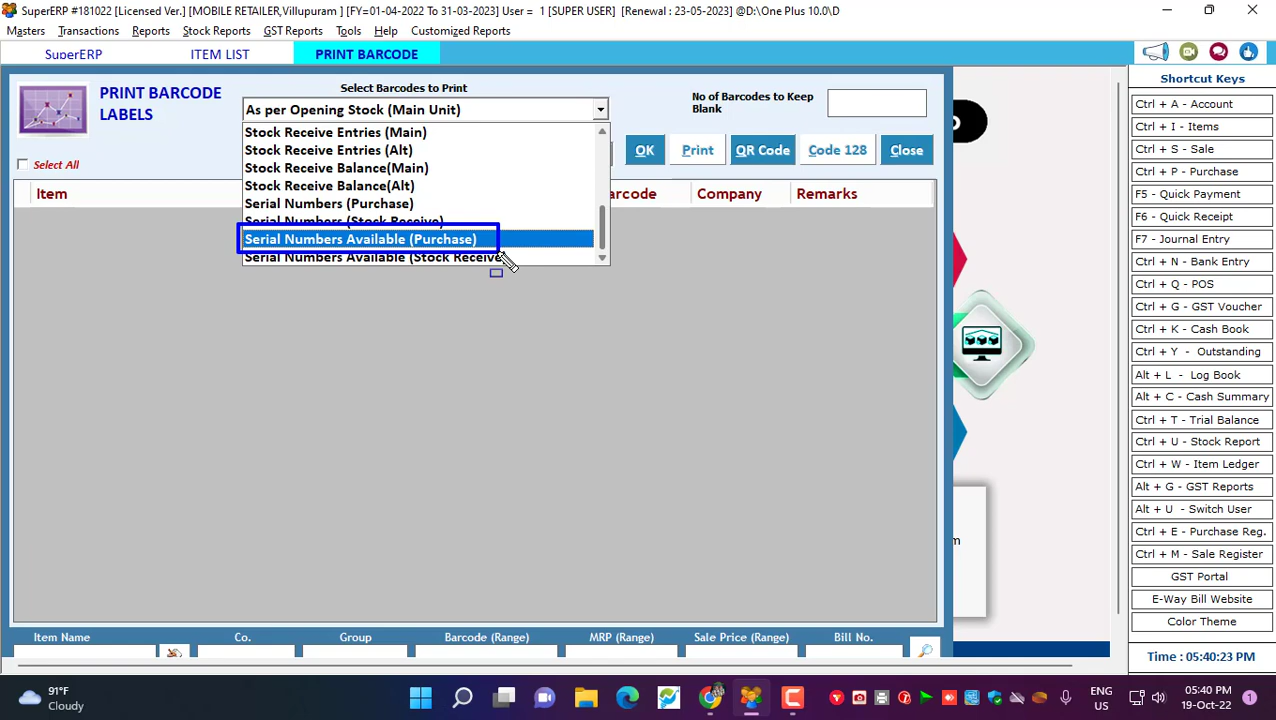 SuperERP #181022 [Licensed Ver.] [MOBILE RETAILER,Villupuram ] [FY=01-04-2022 To 31-03-2023] User = 1 [SUPER USER] [Renewal : 23-05-2023] @D:\One Plus 10.0\D
Masters Transactions Reports Stock Reports GST Reports Tools Help Customized Reports
SuperERP ITEM LIST PRINT BARCODE
PRINT BARCODE LABELS
Select Barcodes to Print
As per Opening Stock (Main Unit)
No of Barcodes to Keep Blank
Stock Receive Entries (Main)
Stock Receive Entries (Alt)
Stock Receive Balance(Main)
Stock Receive Balance(Alt)
Serial Numbers (Purchase)
Serial Numbers (Stock Receive)
Serial Numbers Available (Purchase)
Serial Numbers Available (Stock Receive
OK Print QR Code Code 128 Close
Select All
Item arcode Company Remarks
Item Name Co. Group Barcode (Range) MRP (Range) Sale Price (Range) Bill No.
Shortcut Keys
Ctrl + A - Account
Ctrl + I - Items
Ctrl + S - Sale
Ctrl + P - Purchase
F5 - Quick Payment
F6 - Quick Receipt
F7 - Journal Entry
Ctrl + N - Bank Entry
Ctrl + Q - POS
Ctrl + G - GST Voucher
Ctrl + K - Cash Book
Ctrl + Y - Outstanding
Alt + L - Log Book
Alt + C - Cash Summary
Ctrl + T - Trial Balance
Ctrl + U - Stock Report
Ctrl + W - Item Ledger
Alt + G - GST Reports
Alt + U - Switch User
Ctrl + E - Purchase Reg.
Ctrl + M - Sale Register
GST Portal
E-Way Bill Website
Color Theme
Time : 05:40:23 PM
91°F
Cloudy
ENG
US
05:40 PM
19-Oct-22
1